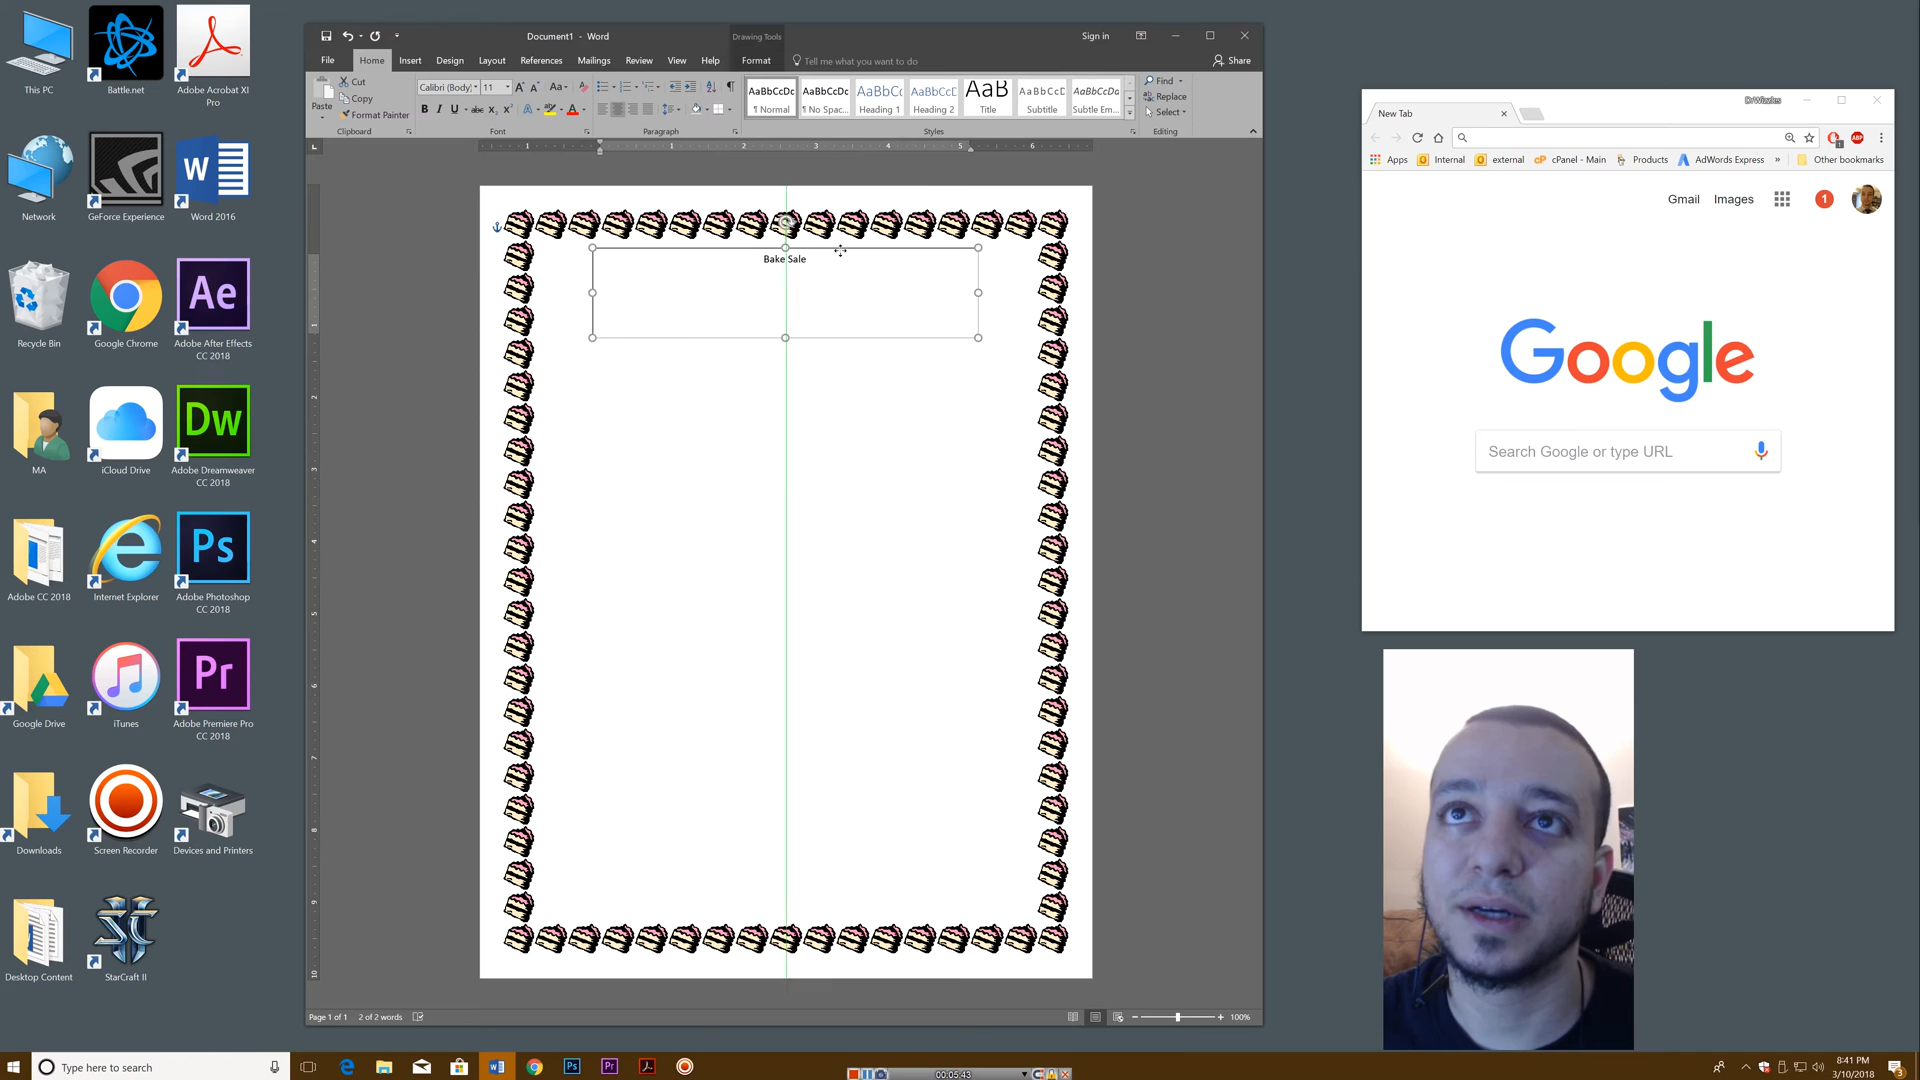 This PC
Battle.net
Adobe Acrobat XI
Pro
Network
GeForce Experience
Word 2016
Recycle Bin
Google Chrome
Adobe After Effects
CC 2018
MA
iCloud Drive
Adobe Dreamweaver
CC 2018
Adobe CC 2018
Internet Explorer
Adobe Photoshop
CC 2018
Google Drive
iTunes
Adobe Premiere Pro
CC 2018
Downloads
Screen Recorder
Devices and Printers
Desktop Content
StarCraft II
Document1 - Word
Drawing Tools
Sign in
File Home Insert Design Layout References Mailings Review View Help Format Tell me what you want to do Share
Paste
Cut
Copy
Format Painter
Clipboard
Calibri (Body) 11
Font
Paragraph
AaBbCcDc AaBbCcDc AaBbCc AaBbCcE AaB AaBbCcD AaBbCcDa
¶ Normal ¶ No Spac... Heading 1 Heading 2 Title Subtitle Subtle Em...
Styles
Find
Replace
Select
Editing
Bake Sale
Page 1 of 1 2 of 2 words
100%
DrWizzles
New Tab
Apps Internal external cPanel - Main Products AdWords Express » Other bookmarks
Gmail Images 1
Google
Search Google or type URL
Type here to search
00:05:43
8:41 PM
3/10/2018